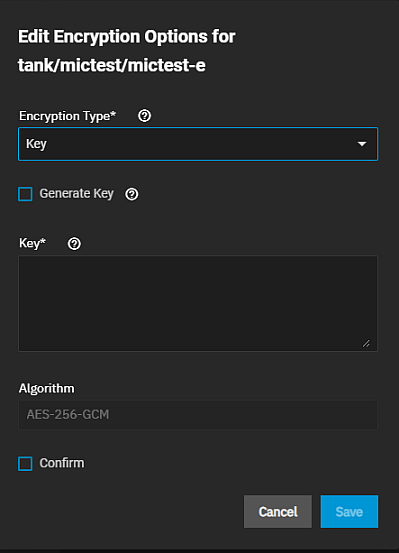 Edit Encryption Options for
tank/mictest/mictest-e
Encryption Type*
Key
Generate Key
Key*
Algorithm
AES-256-GCM
Confirm
Cancel Save